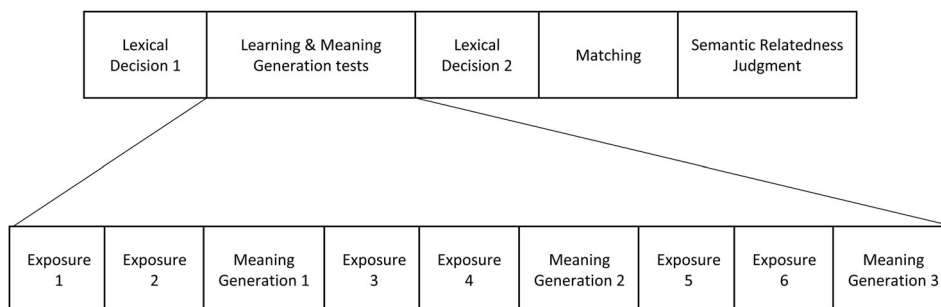 Lexical
Decision 1
Learning & Meaning
Generation tests
Lexical
Decision 2
Matching
Semantic Relatedness
Judgment
Exposure
1
Exposure
2
Meaning
Generation 1
Exposure
3
Exposure
4
Meaning
Generation 2
Exposure
5
Exposure
6
Meaning
Generation 3